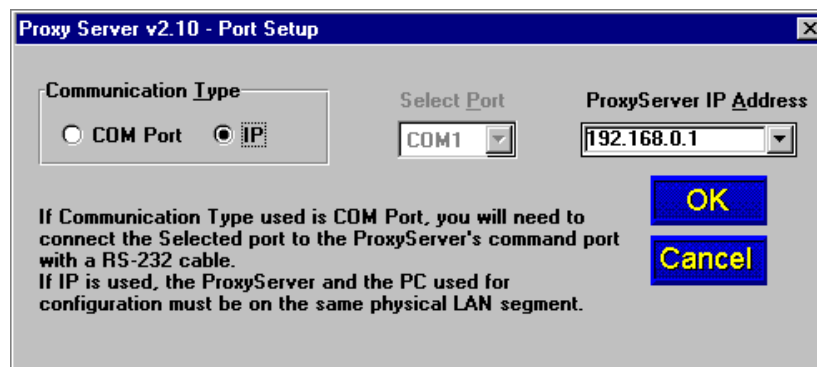 Proxy Server v2.10 - Port Setup
Communication Type
Select Port
ProxyServer IP Address
COM Port
IP
COM1
192.168.0.1
If Communication Type used is COM Port, you will need to
connect the Selected port to the ProxyServer's command port
with a RS-232 cable.
If IP is used, the ProxyServer and the PC used for
configuration must be on the same physical LAN segment.
OK
Cancel